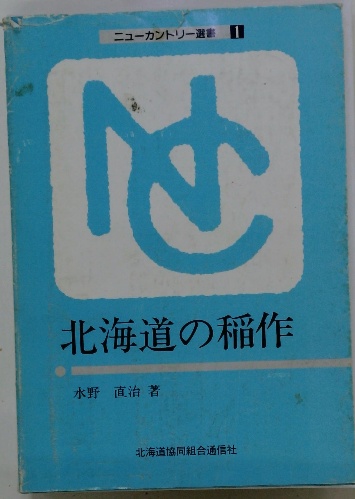 ニューカントリー選書 1
NC
北海道の稲作
水野 直治 著
北海道協同組合通信社